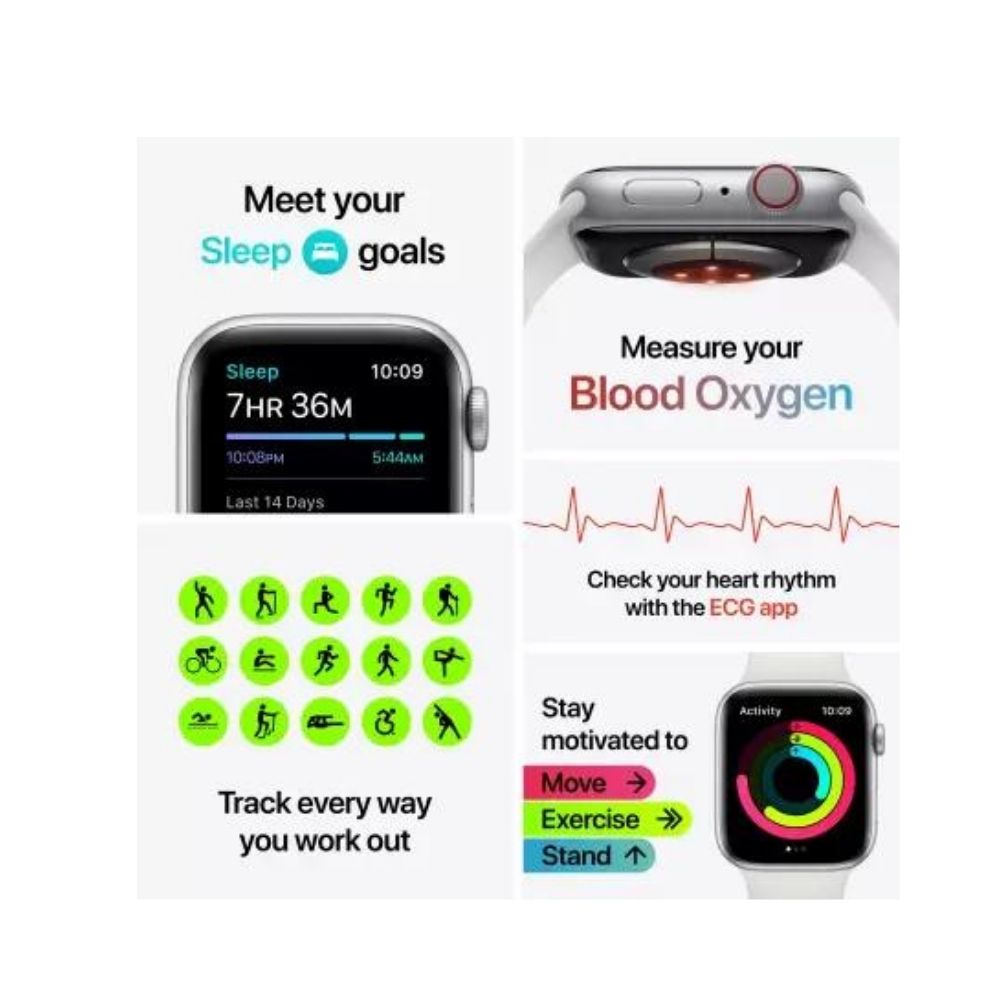 Meet your
Sleep goals
Sleep 10:09
7HR 36M
10:08PM 5:44AM
Last 14 Days
Measure your
Blood Oxygen
Check your heart rhythm
with the ECG app
Track every way
you work out
Stay
motivated to
Move
Exercise
Stand
Activity 10:09